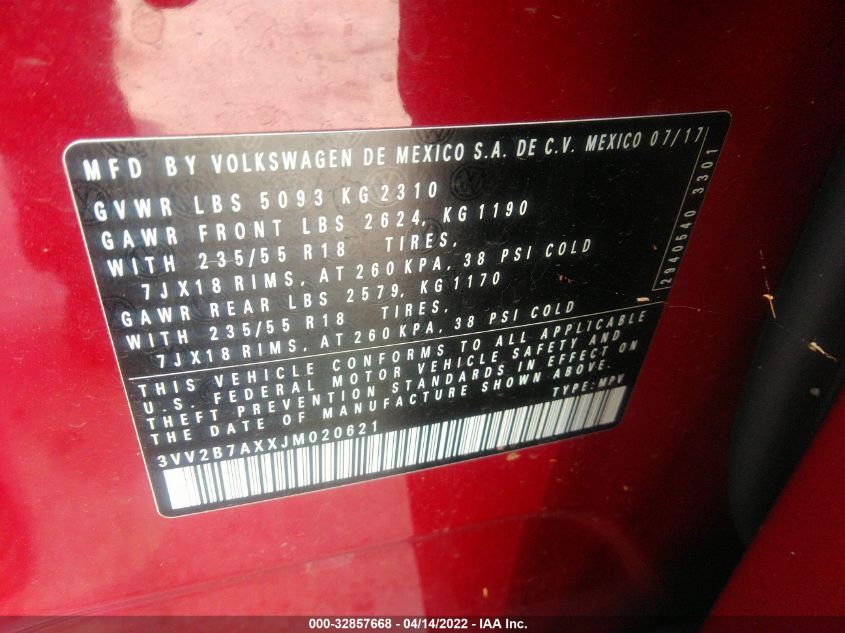 MFD BY VOLKSWAGEN DE MEXICO S.A. DE C.V. MEXICO 07/17
GVWR LBS 5093 KG 2310
GAWR FRONT LBS 2624, KG 1190
WITH 235/55 R18 TIRES,
7JX18 RIMS, AT 260 KPA, 38 PSI COLD
GAWR REAR LBS 2579, KG 1170
WITH 235/55 R18 TIRES,
7JX18 RIMS, AT 260 KPA, 38 PSI COLD
THIS VEHICLE CONFORMS TO ALL APPLICABLE
U.S. FEDERAL MOTOR VEHICLE SAFETY AND
THEFT PREVENTION STANDARDS IN EFFECT ON
THE DATE OF MANUFACTURE SHOWN ABOVE.
3VV2B7AXXJM020621 TYPE: MPV
2940540 3301
000-32857668 - 04/14/2022 - IAA Inc.